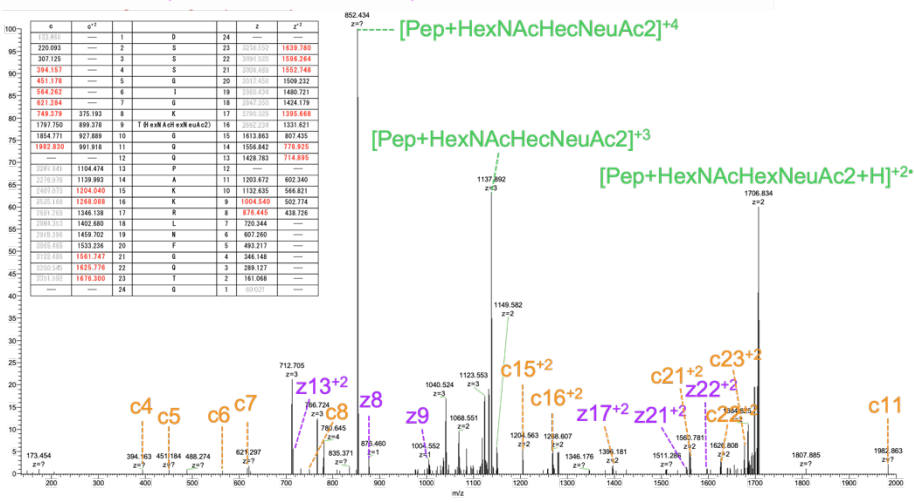 c c+2 z z+2
— 1 D 24 — —
220.093 — 2 S 23 1639.780
307.125 — 3 S 22 1596.264
394.157 — 4 S 21 1552.748
451.178 — 5 G 20 1509.232
564.262 — 6 I 19 1480.721
621.284 — 7 G 18 1424.179
749.379 375.193 8 K 17 1395.668
1797.750 899.378 9 T(HexNAcHexNeuAc2) 16 1331.621
1854.771 927.889 10 G 15 1613.863 807.435
1982.830 991.918 11 Q 14 1556.842 778.925
— — 12 Q 13 1428.783 714.895
1104.474 13 P 12 — —
1139.993 14 A 11 1203.672 602.340
1204.040 15 K 10 1132.635 566.821
1268.088 16 K 9 1004.540 502.774
1346.138 17 R 8 876.445 438.726
1402.680 18 L 7 720.344 —
1459.702 19 N 6 607.260 —
1533.236 20 F 5 493.217 —
1561.747 21 G 4 346.148 —
1625.776 22 Q 3 289.127 —
1676.300 23 T 2 161.068 —
— — 24 G 1 —
852.434
z=?
[Pep+HexNAcHecNeuAc2]+4
[Pep+HexNAcHecNeuAc2]+3
1137.892
z=3
[Pep+HexNAcHexNeuAc2+H]+2•
1706.834
z=2
1149.582
z=2
712.705
z=3
z13+2
766.724
z=3
780.645
z=4
c8
835.371
z=?
z8
876.460
z=1
z9
1004.552
z=1
1040.524
z=3
1068.551
z=2
1123.553
z=3
c15+2
1204.563
z=2
c16+2
1268.607
z=2
1346.176
z=?
z17+2
1396.181
z=2
z21+2
1511.286
z=?
c21+2
1560.781
z=2
z22+2
c22+2
1626.808
z=2
c23+2
z=2
1807.885
z=?
c11
1982.863
z=?
173.454
z=?
c4
394.163
z=?
c5
451.184
z=?
488.274
z=?
c6
c7
621.297
z=?
100
95
90
85
80
75
70
65
60
55
50
45
40
35
30
25
20
15
10
5
0
200 300 400 500 600 700 800 900 1000 1100 1200 1300 1400 1500 1600 1700 1800 1900 2000
m/z